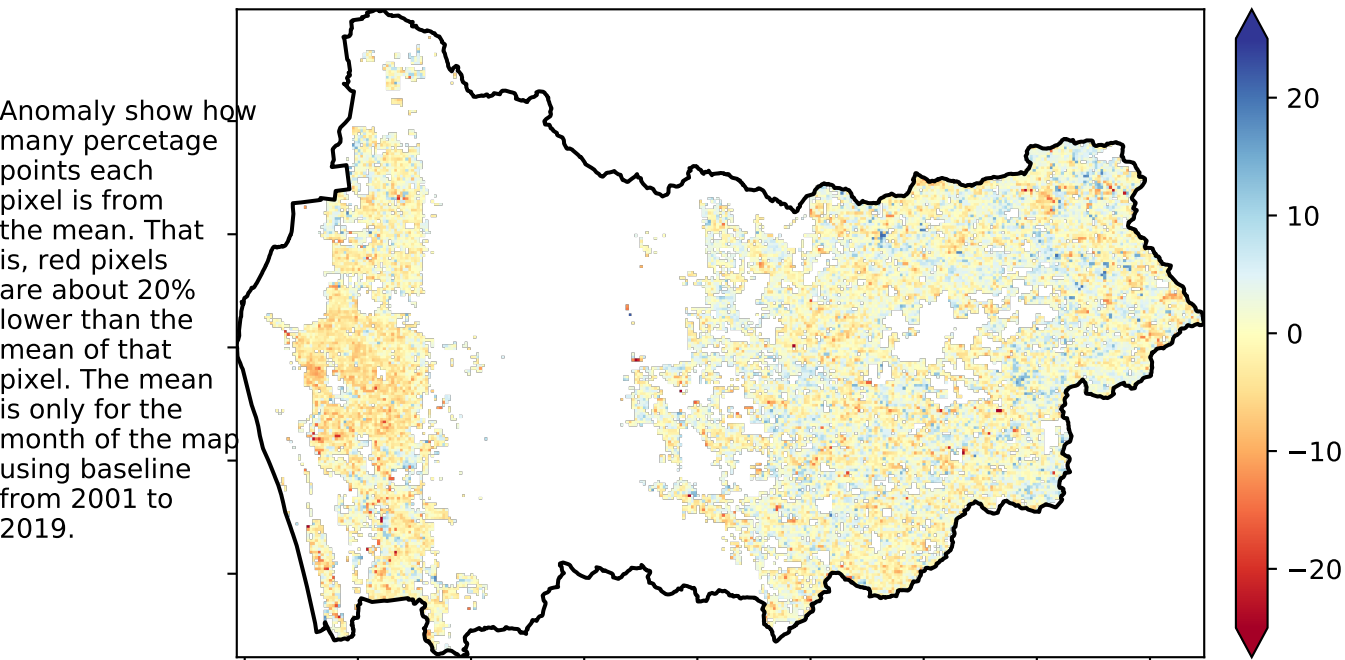 Anomaly show how
many percetage
points each
pixel is from
the mean. That
is, red pixels
are about 20%
lower than the
mean of that
pixel. The mean
is only for the
month of the map
using baseline
from 2001 to
2019.
20
10
0
−10
−20